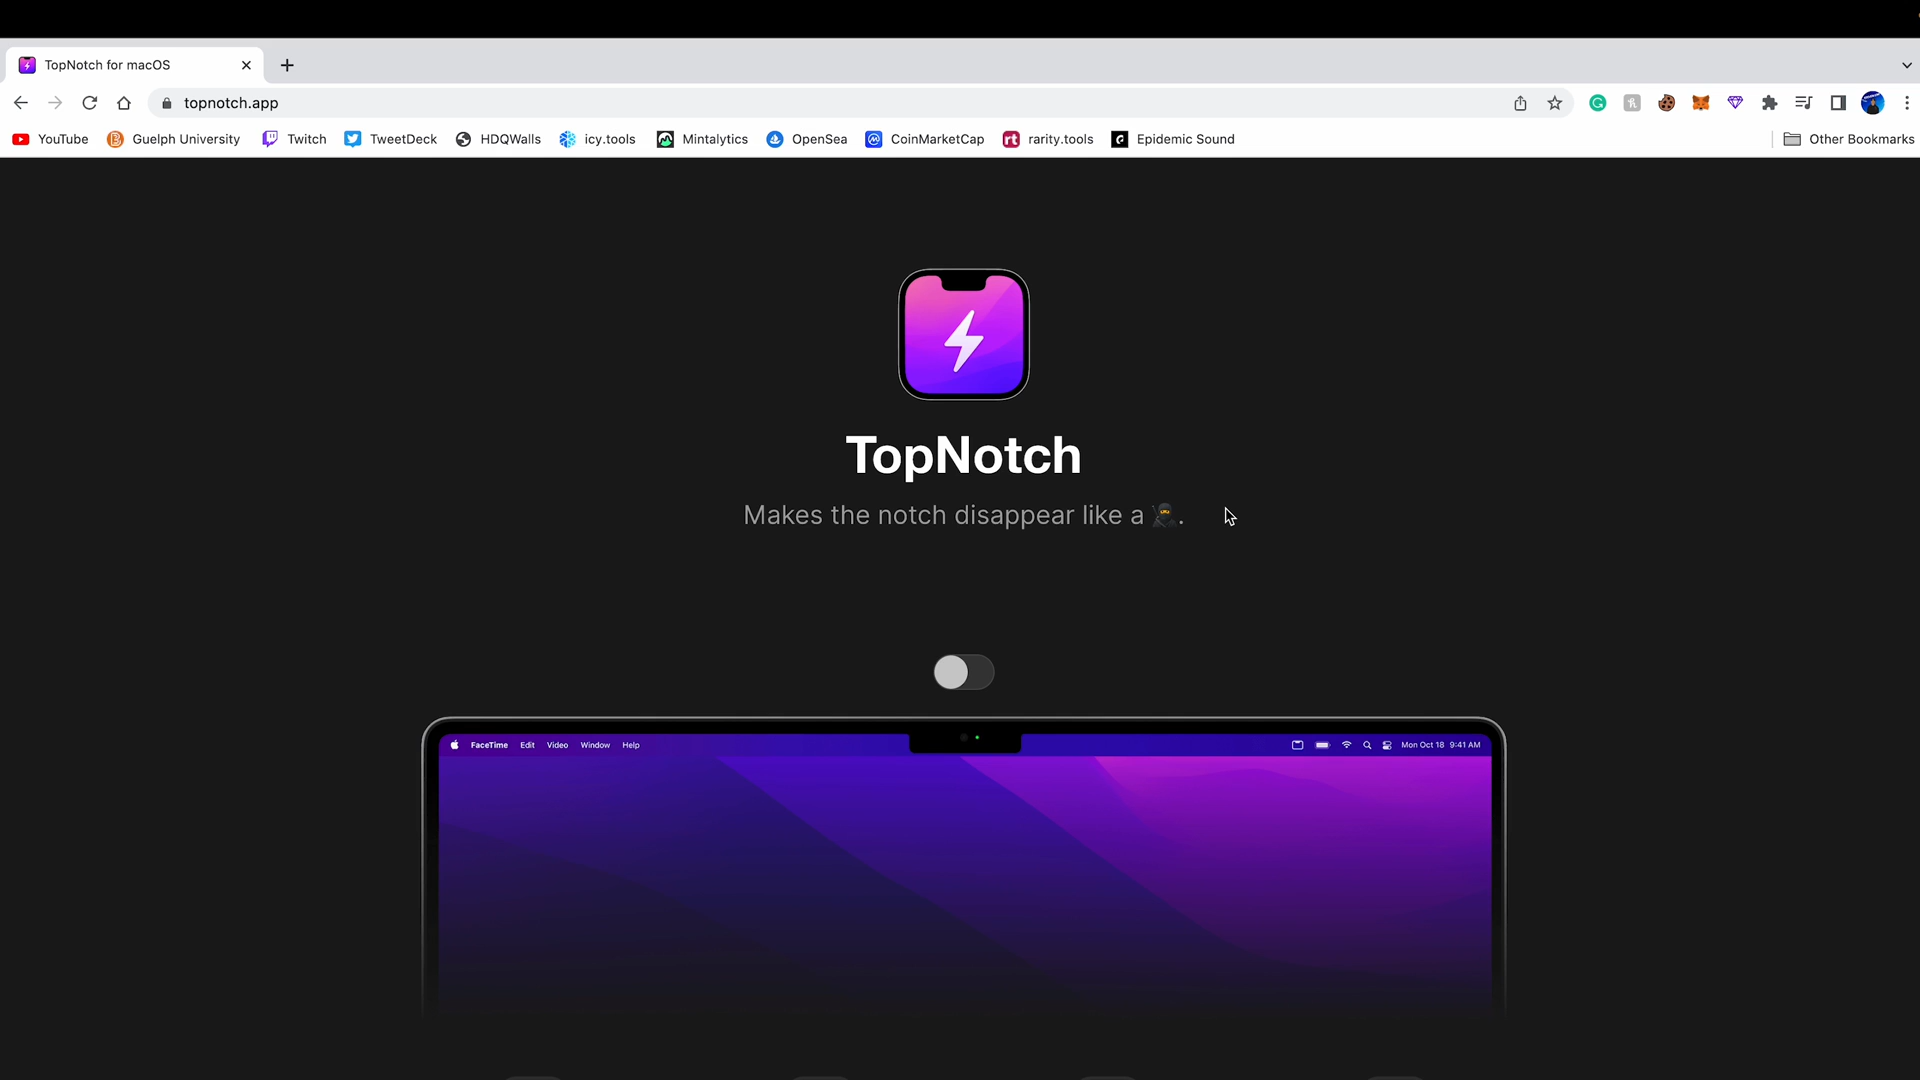 TopNotch for macOS
topnotch.app
YouTube Guelph University Twitch TweetDeck HDQWalls icy.tools Mintalytics OpenSea CoinMarketCap rarity.tools Epidemic Sound Other Bookmarks
TopNotch
Makes the notch disappear like a 🥷.
FaceTime Edit Video Window Help Mon Oct 18 9:41 AM